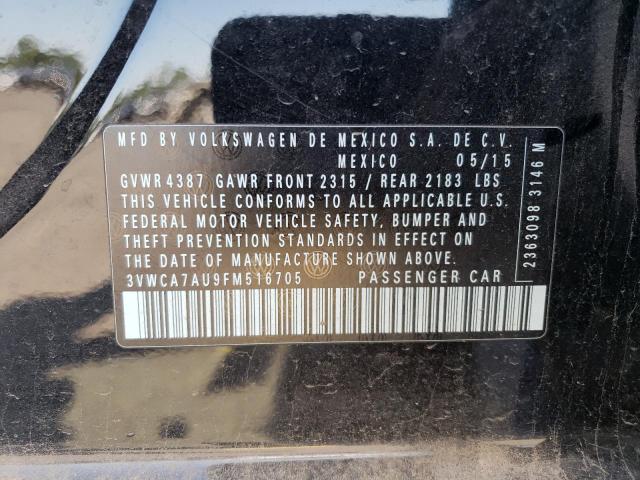 MFD BY VOLKSWAGEN DE MEXICO S.A. DE C.V.
MEXICO 05/15
GVWR 4387 GAWR FRONT 2315 / REAR 2183 LBS
THIS VEHICLE CONFORMS TO ALL APPLICABLE U.S.
FEDERAL MOTOR VEHICLE SAFETY, BUMPER AND
THEFT PREVENTION STANDARDS IN EFFECT ON
THE DATE OF MANUFACTURE SHOWN ABOVE.
3VWCA7AU9FM516705 PASSENGER CAR
2363098 3146 M